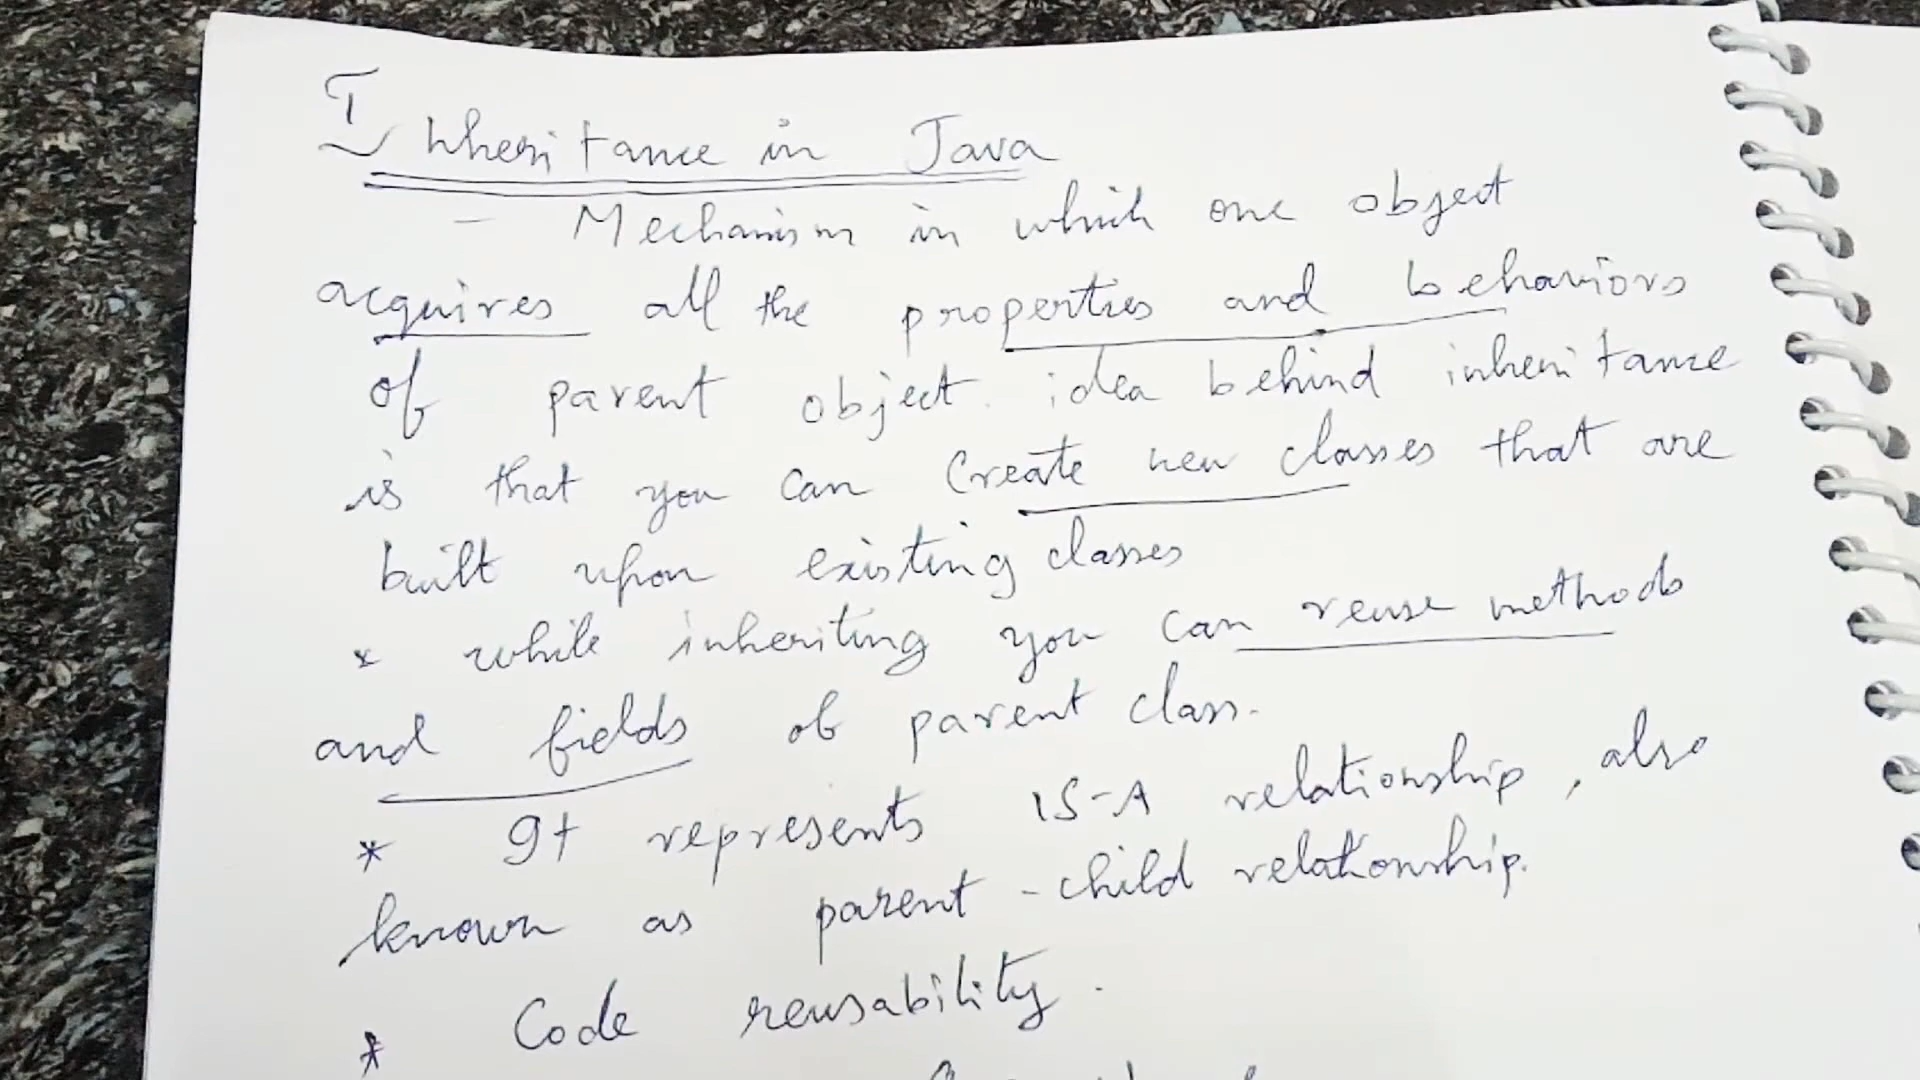 Inheritance in Java
- Mechanism in which one object
acquires all the properties and behaviors
of parent object. idea behind inheritance
is that you can create new classes that are
built upon existing classes
* while inheriting you can reuse methods
and fields of parent class.
* It represents IS-A relationship, also
known as parent-child relationship.
* Code reusability.